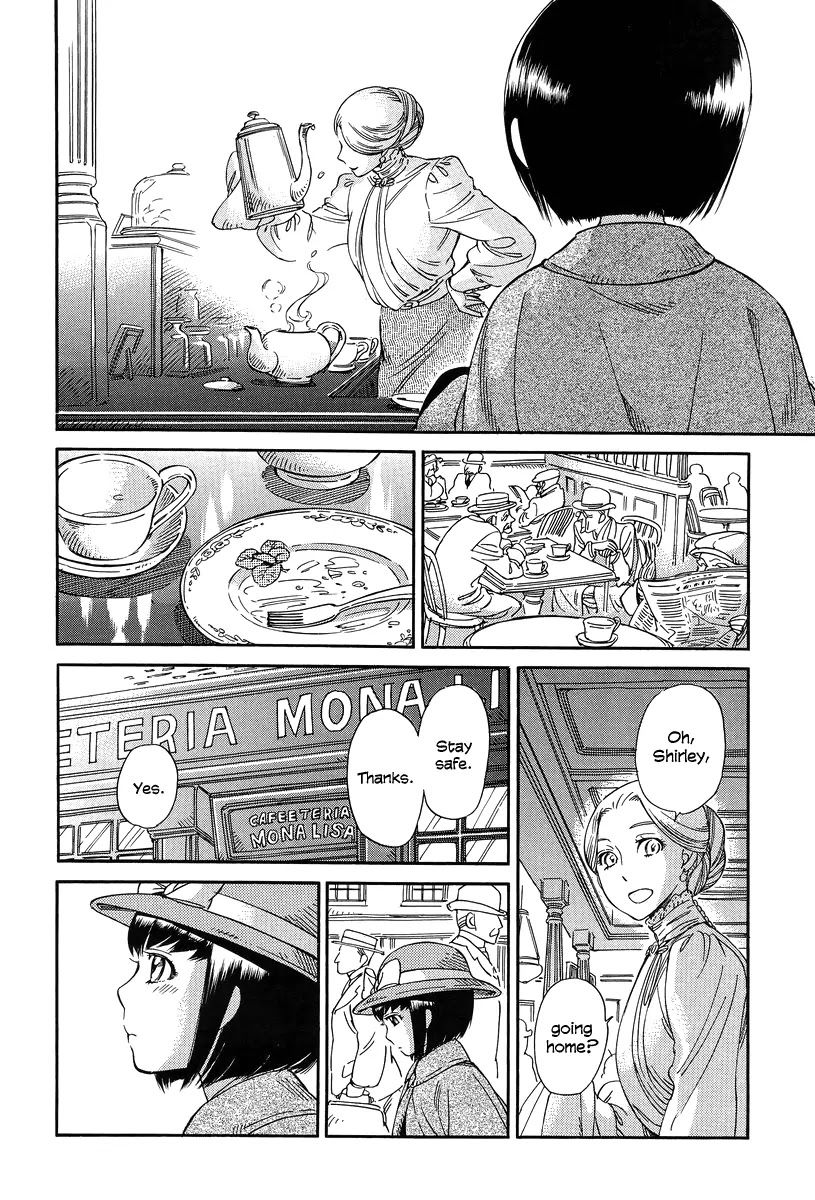 Oh,
Shirley,
going
home?
ETERIA MONA LI
CAFEETERIA
MONA LISA
Stay
safe.
Thanks.
Yes.